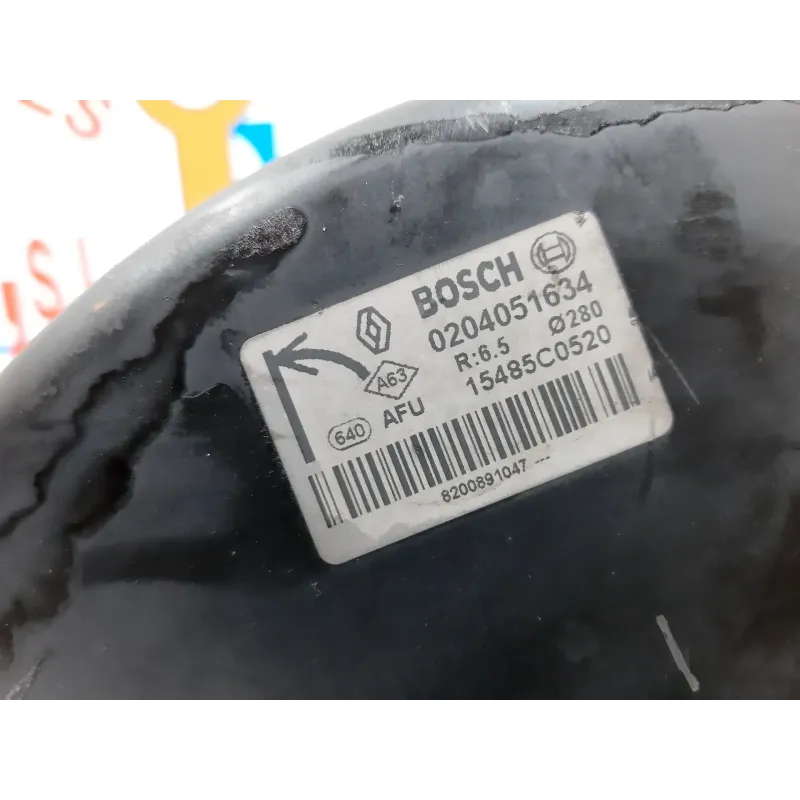 BOSCH
0204051634
R:6.5 Ø280
A63
15485C0520
640 AFU
8200891047 ---